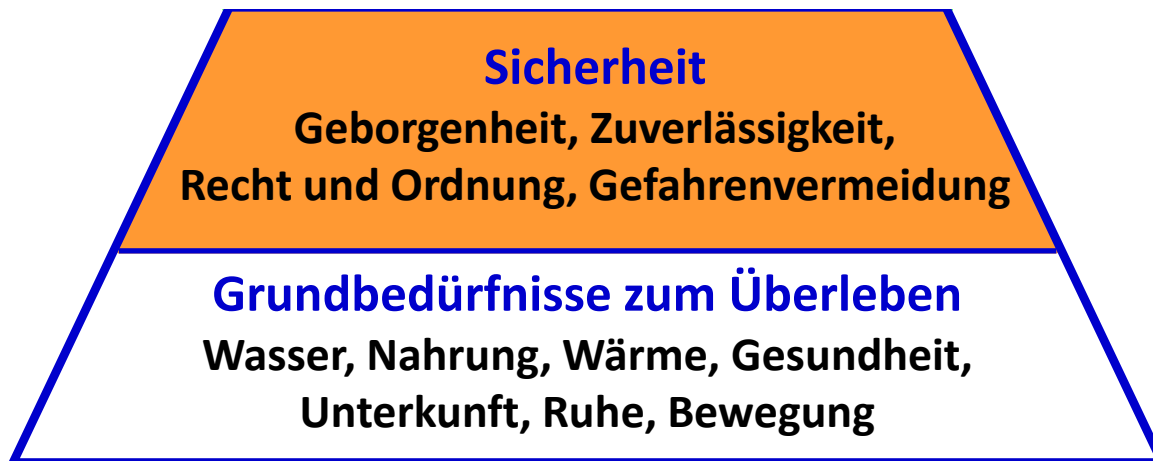 Sicherheit
Geborgenheit, Zuverlässigkeit,
Recht und Ordnung, Gefahrenvermeidung
Grundbedürfnisse zum Überleben
Wasser, Nahrung, Wärme, Gesundheit,
Unterkunft, Ruhe, Bewegung